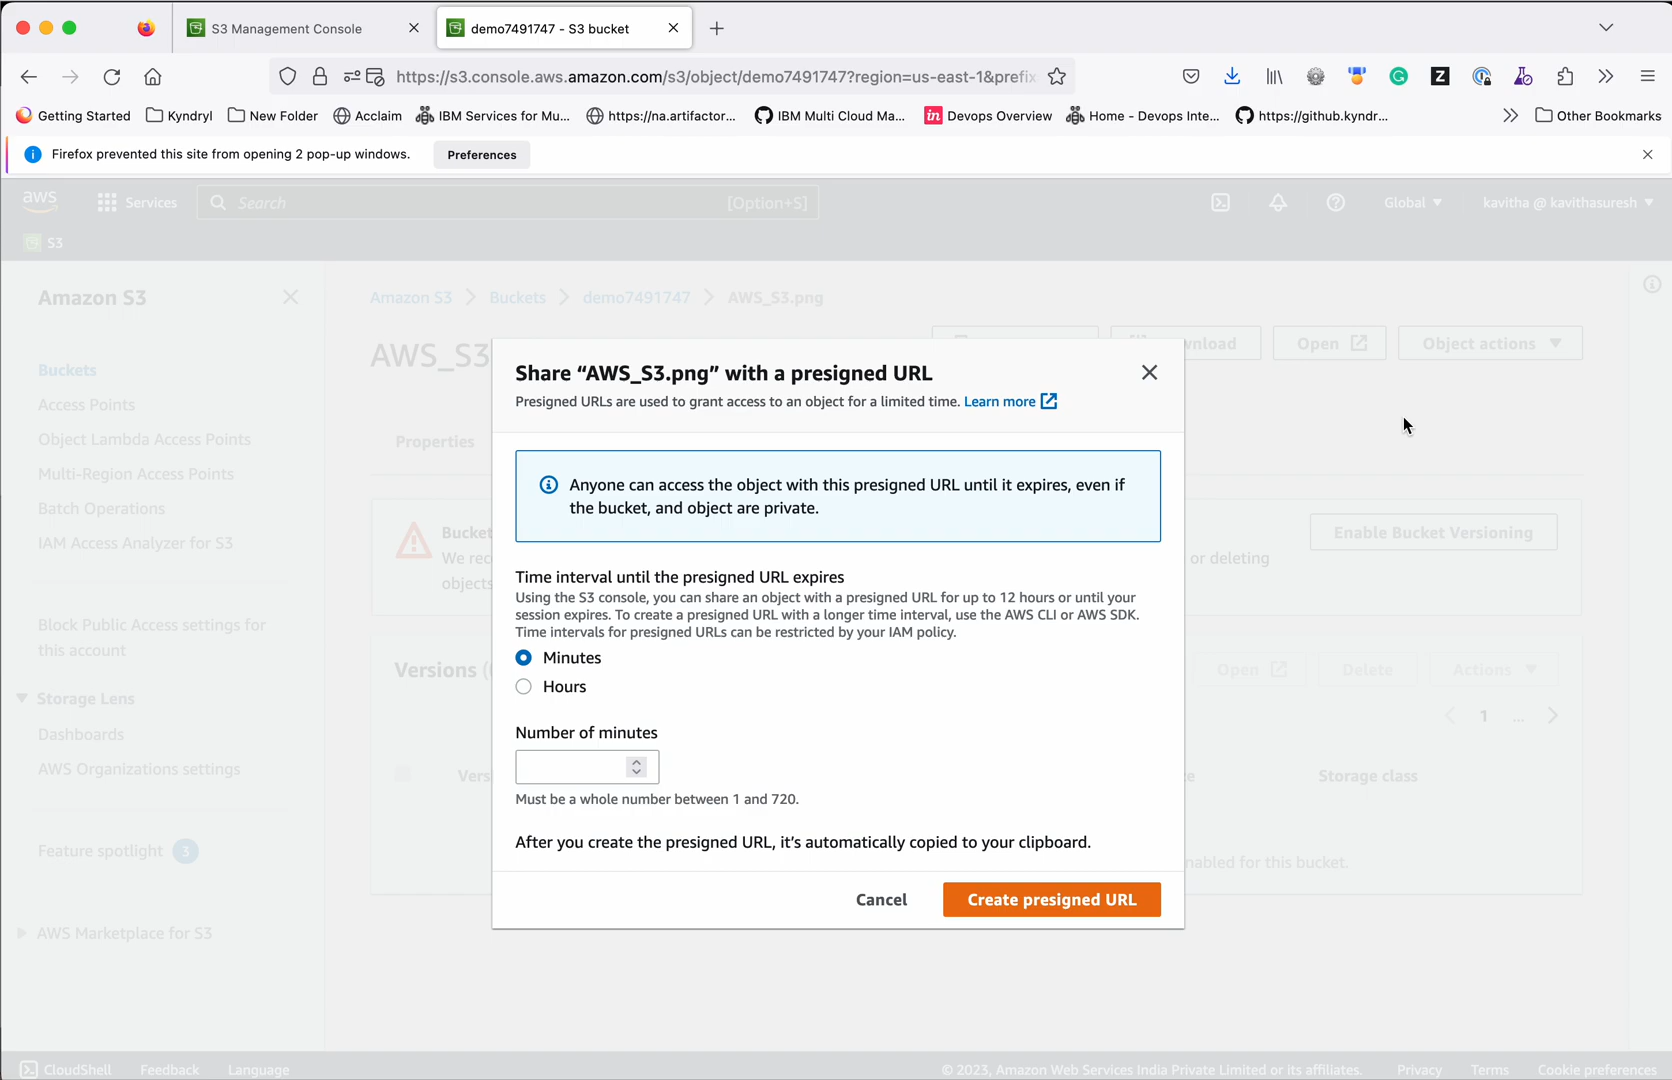 S3 Management Console
demo7491747 - S3 bucket
https://s3.console.aws.amazon.com/s3/object/demo7491747?region=us-east-1&prefix
Z
Getting Started
Kyndryl
New Folder
Acclaim
IBM Services for Mu...
https://na.artifactor...
IBM Multi Cloud Ma...
in Devops Overview
Home - Devops Inte...
https://github.kyndr...
Other Bookmarks
Firefox prevented this site from opening 2 pop-up windows.
Preferences
aws
Services
Search
[Option+S]
Global
kavitha @ kavithasuresh
S3
Amazon S3
Amazon S3
Buckets
demo7491747
AWS_S3.png
AWS_S3
nload
Open
Object actions
Buckets
Access Points
Object Lambda Access Points
Multi-Region Access Points
Batch Operations
IAM Access Analyzer for S3
Block Public Access settings for
this account
Storage Lens
Dashboards
AWS Organizations settings
Feature spotlight 3
AWS Marketplace for S3
Properties
Bucket
We rec
objects
or deleting
Enable Bucket Versioning
Versions (
Open
Delete
Actions
1
...
Vers
Storage class
nabled for this bucket.
Share “AWS_S3.png” with a presigned URL
Presigned URLs are used to grant access to an object for a limited time. Learn more
Anyone can access the object with this presigned URL until it expires, even if
the bucket, and object are private.
Time interval until the presigned URL expires
Using the S3 console, you can share an object with a presigned URL for up to 12 hours or until your
session expires. To create a presigned URL with a longer time interval, use the AWS CLI or AWS SDK.
Time intervals for presigned URLs can be restricted by your IAM policy.
Minutes
Hours
Number of minutes
Must be a whole number between 1 and 720.
After you create the presigned URL, it’s automatically copied to your clipboard.
Cancel
Create presigned URL
CloudShell
Feedback
Language
© 2023, Amazon Web Services India Private Limited or its affiliates.
Privacy
Terms
Cookie preferences